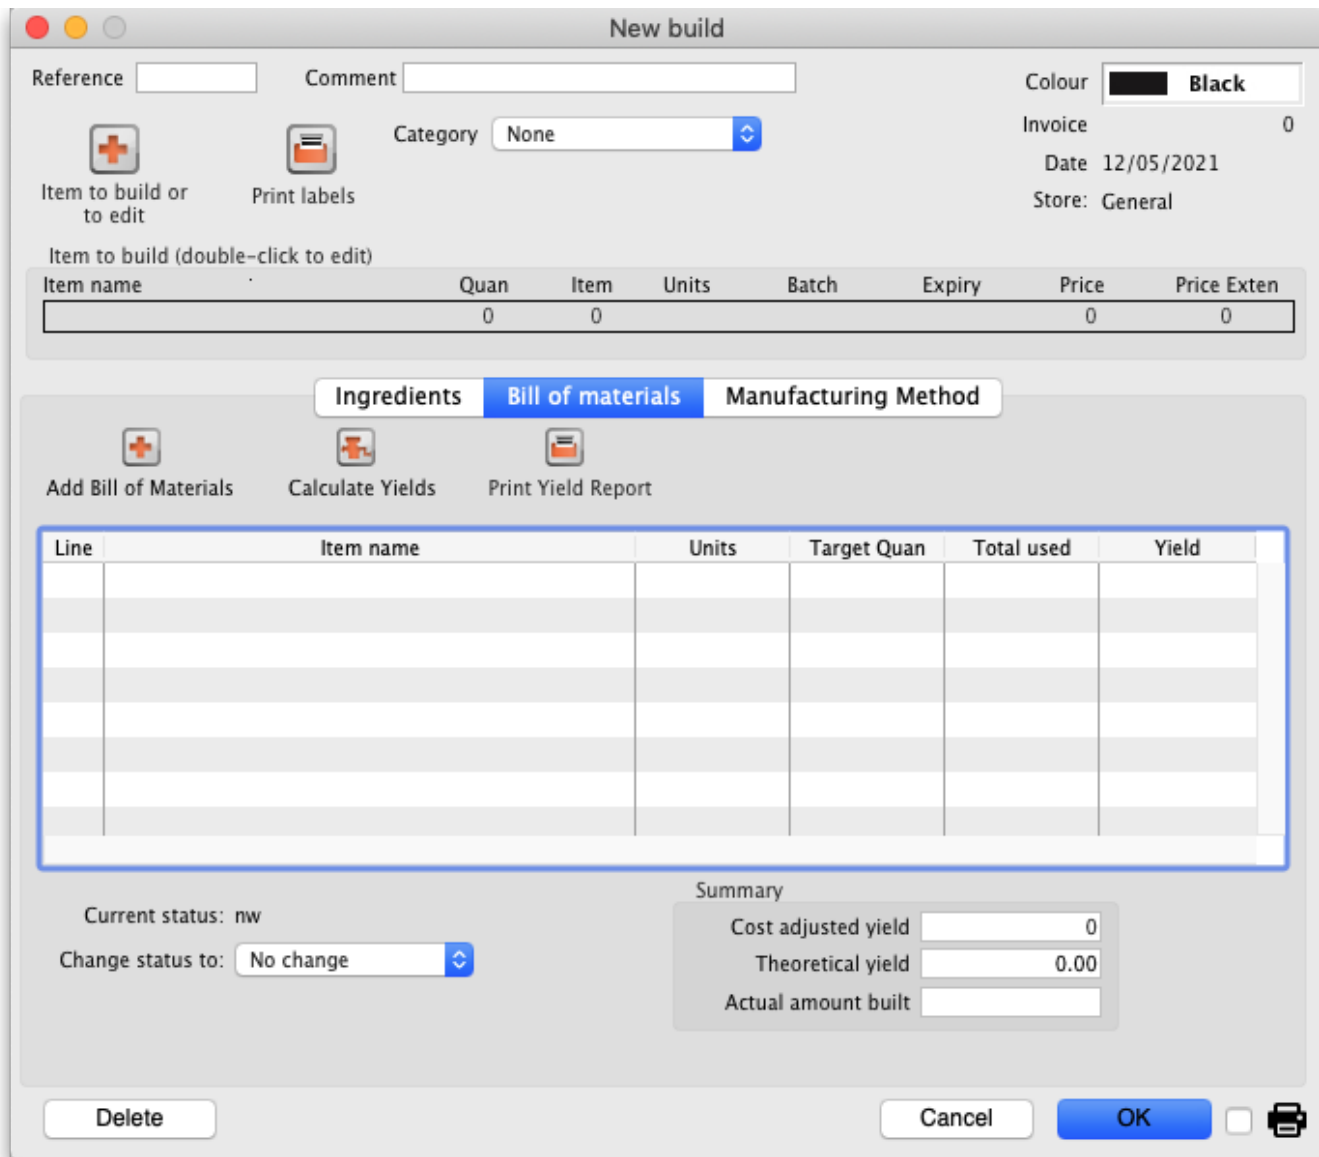 New build
Reference Comment Colour Black
Category None Invoice 0
Date 12/05/2021
Item to build or
to edit
Print labels
Store: General
Item to build (double-click to edit)
Item name Quan Item Units Batch Expiry Price Price Exten
0 0 0 0
Ingredients Bill of materials Manufacturing Method
Add Bill of Materials Calculate Yields Print Yield Report
Line Item name Units Target Quan Total used Yield
Summary
Current status: nw
Cost adjusted yield 0
Change status to: No change
Theoretical yield 0.00
Actual amount built
Delete Cancel OK